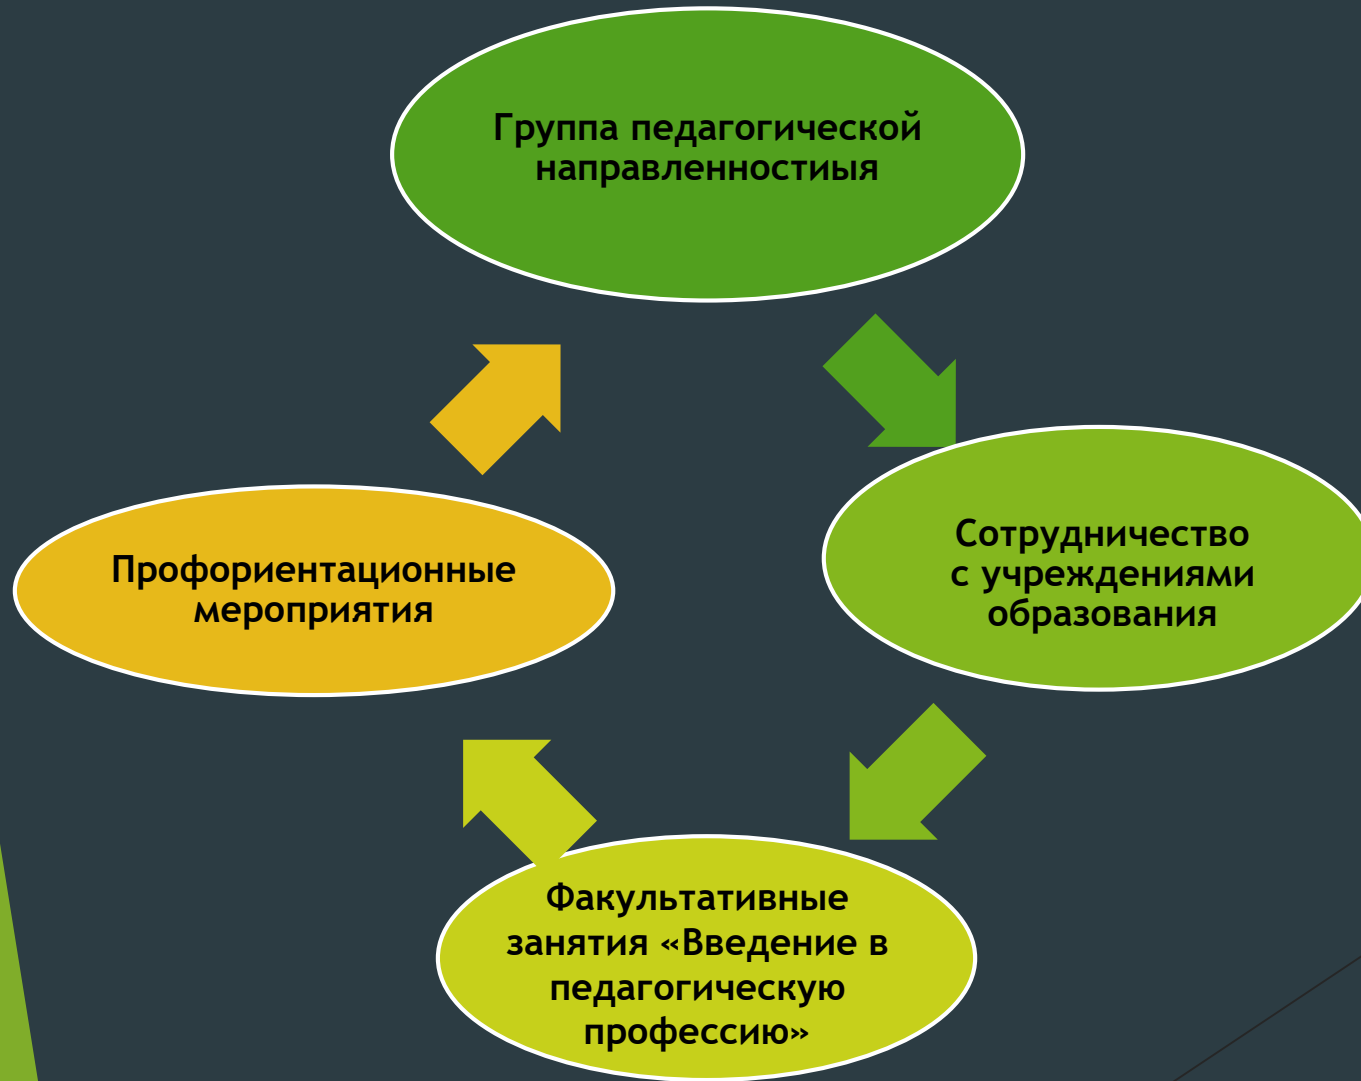 Группа педагогической
направленностиыя
Сотрудничество
с учреждениями
образования
Профориентационные
мероприятия
Факультативные
занятия «Введение в
педагогическую
профессию»